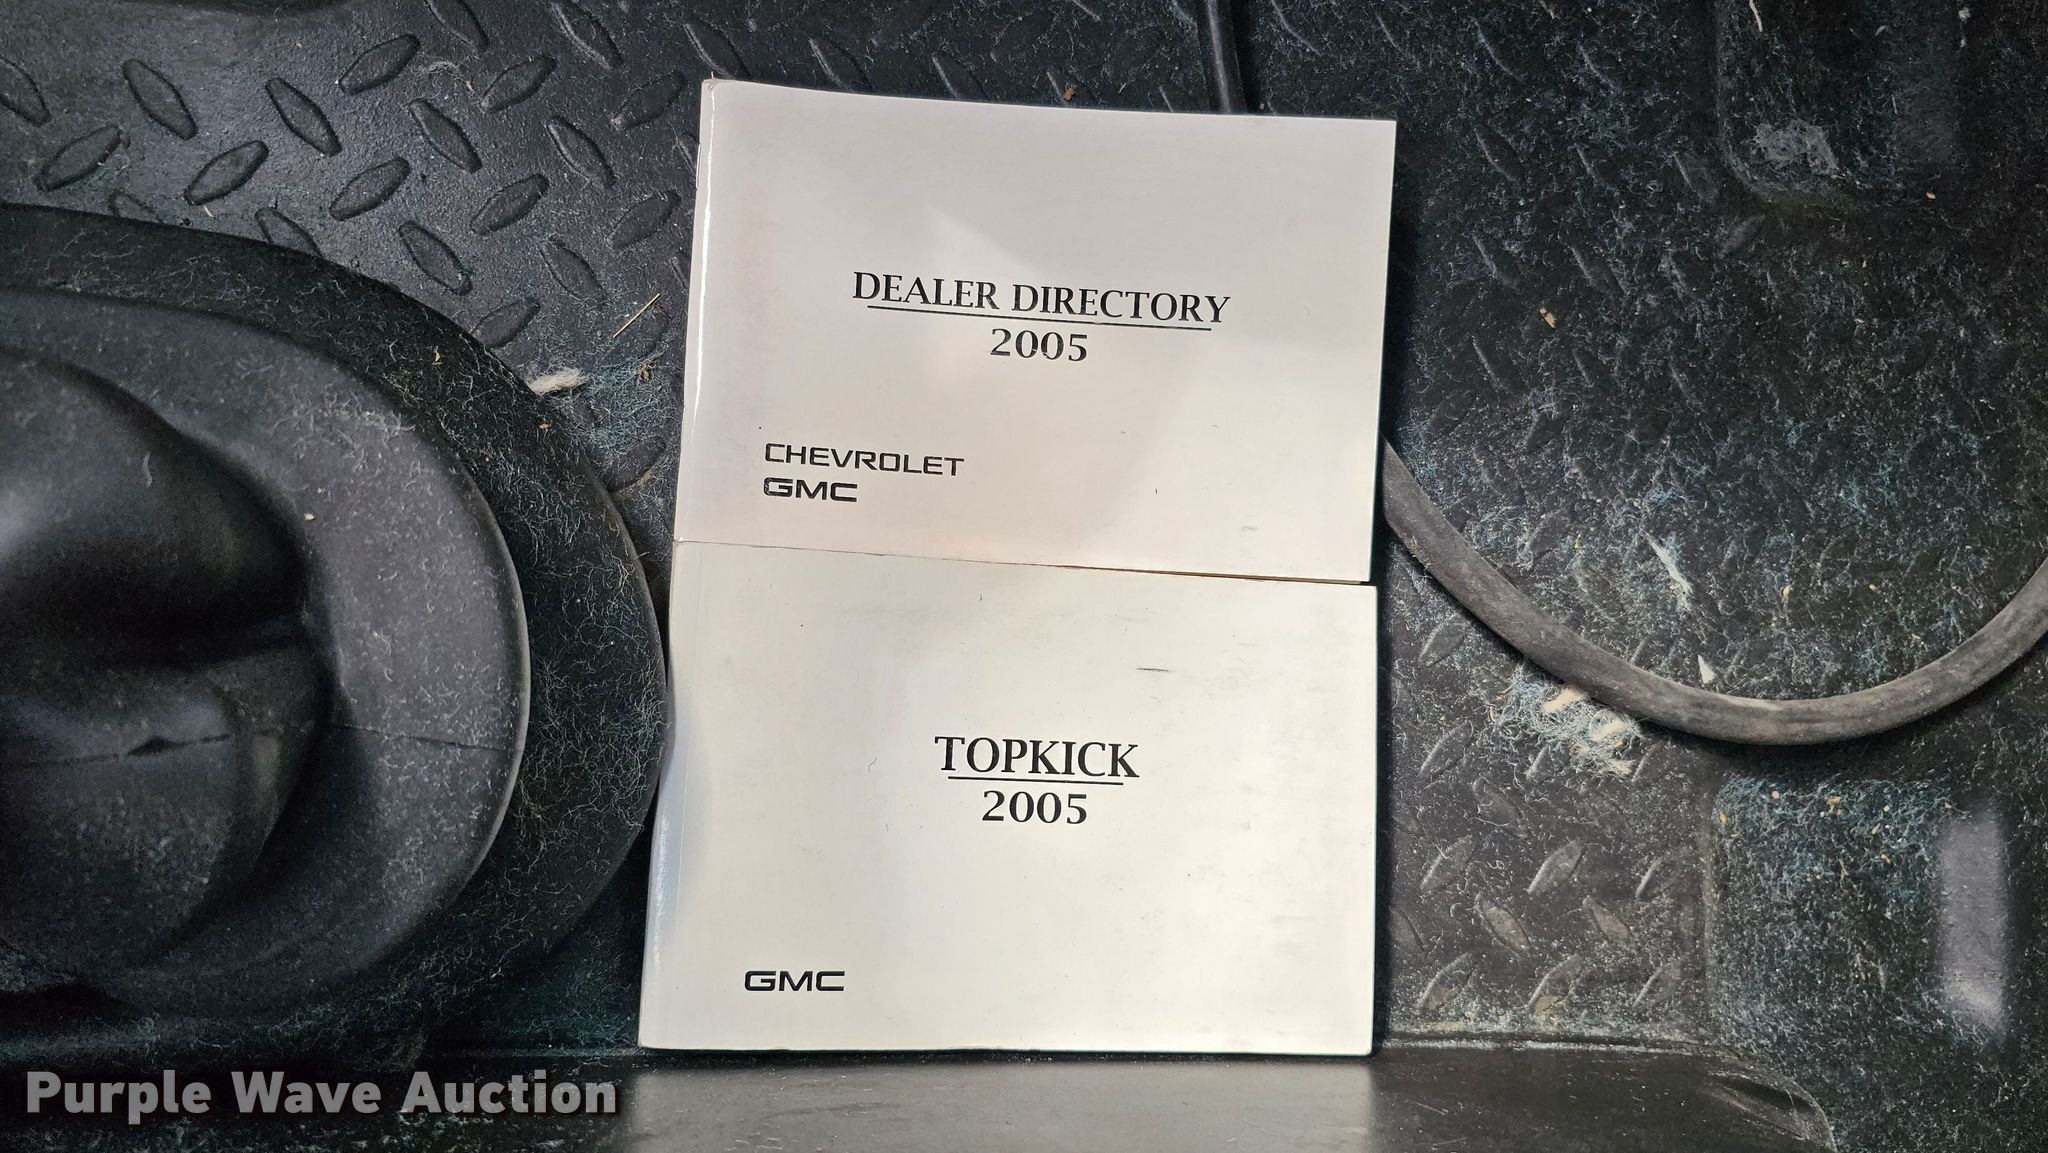 DEALER DIRECTORY
2005
CHEVROLET
GMC
TOPKICK
2005
GMC
Purple Wave Auction